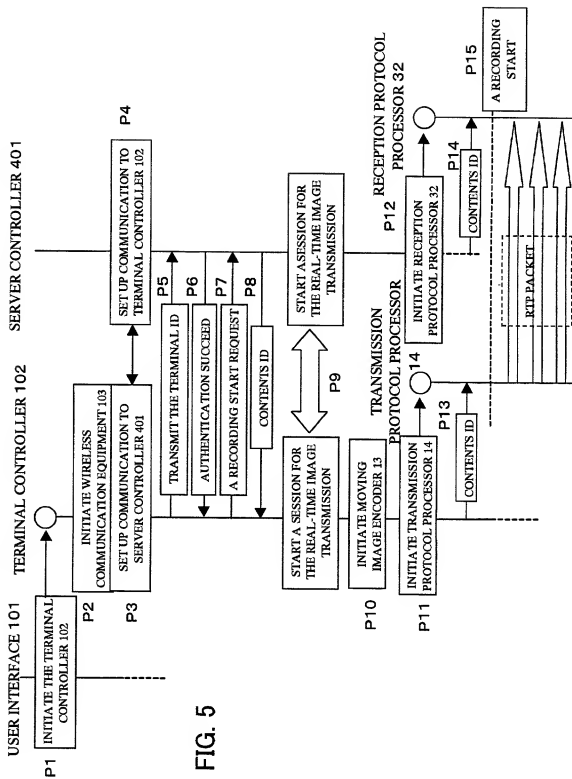 USER INTERFACE 101
TERMINAL CONTROLLER 102
SERVER CONTROLLER 401
P1
INITIATE THE TERMINAL
CONTROLLER 102
P2
INITIATE WIRELESS
COMMUNICATION EQUIPMENT 103
P3
SET UP COMMUNICATION TO
SERVER CONTROLLER 401
P4
SET UP COMMUNICATION TO
TERMINAL CONTROLLER 102
P5
TRANSMIT THE TERMINAL ID
P6
AUTHENTICATION SUCCEED
P7
A RECORDING START REQUEST
P8
CONTENTS ID
START A SESSION FOR
THE REAL-TIME IMAGE
TRANSMISSION
P9
START A SESSION FOR
THE REAL-TIME IMAGE
TRANSMISSION
P10
INITIATE MOVING
IMAGE ENCODER 13
P11
INITIATE TRANSMISSION
PROTOCOL PROCESSOR 14
TRANSMISSION
PROTOCOL PROCESSOR
14
P12
INITIATE RECEPTION
PROTOCOL PROCESSOR 32
RECEPTION PROTOCOL
PROCESSOR 32
P13
CONTENTS ID
P14
CONTENTS ID
P15
A RECORDING
START
RTP PACKET
FIG. 5